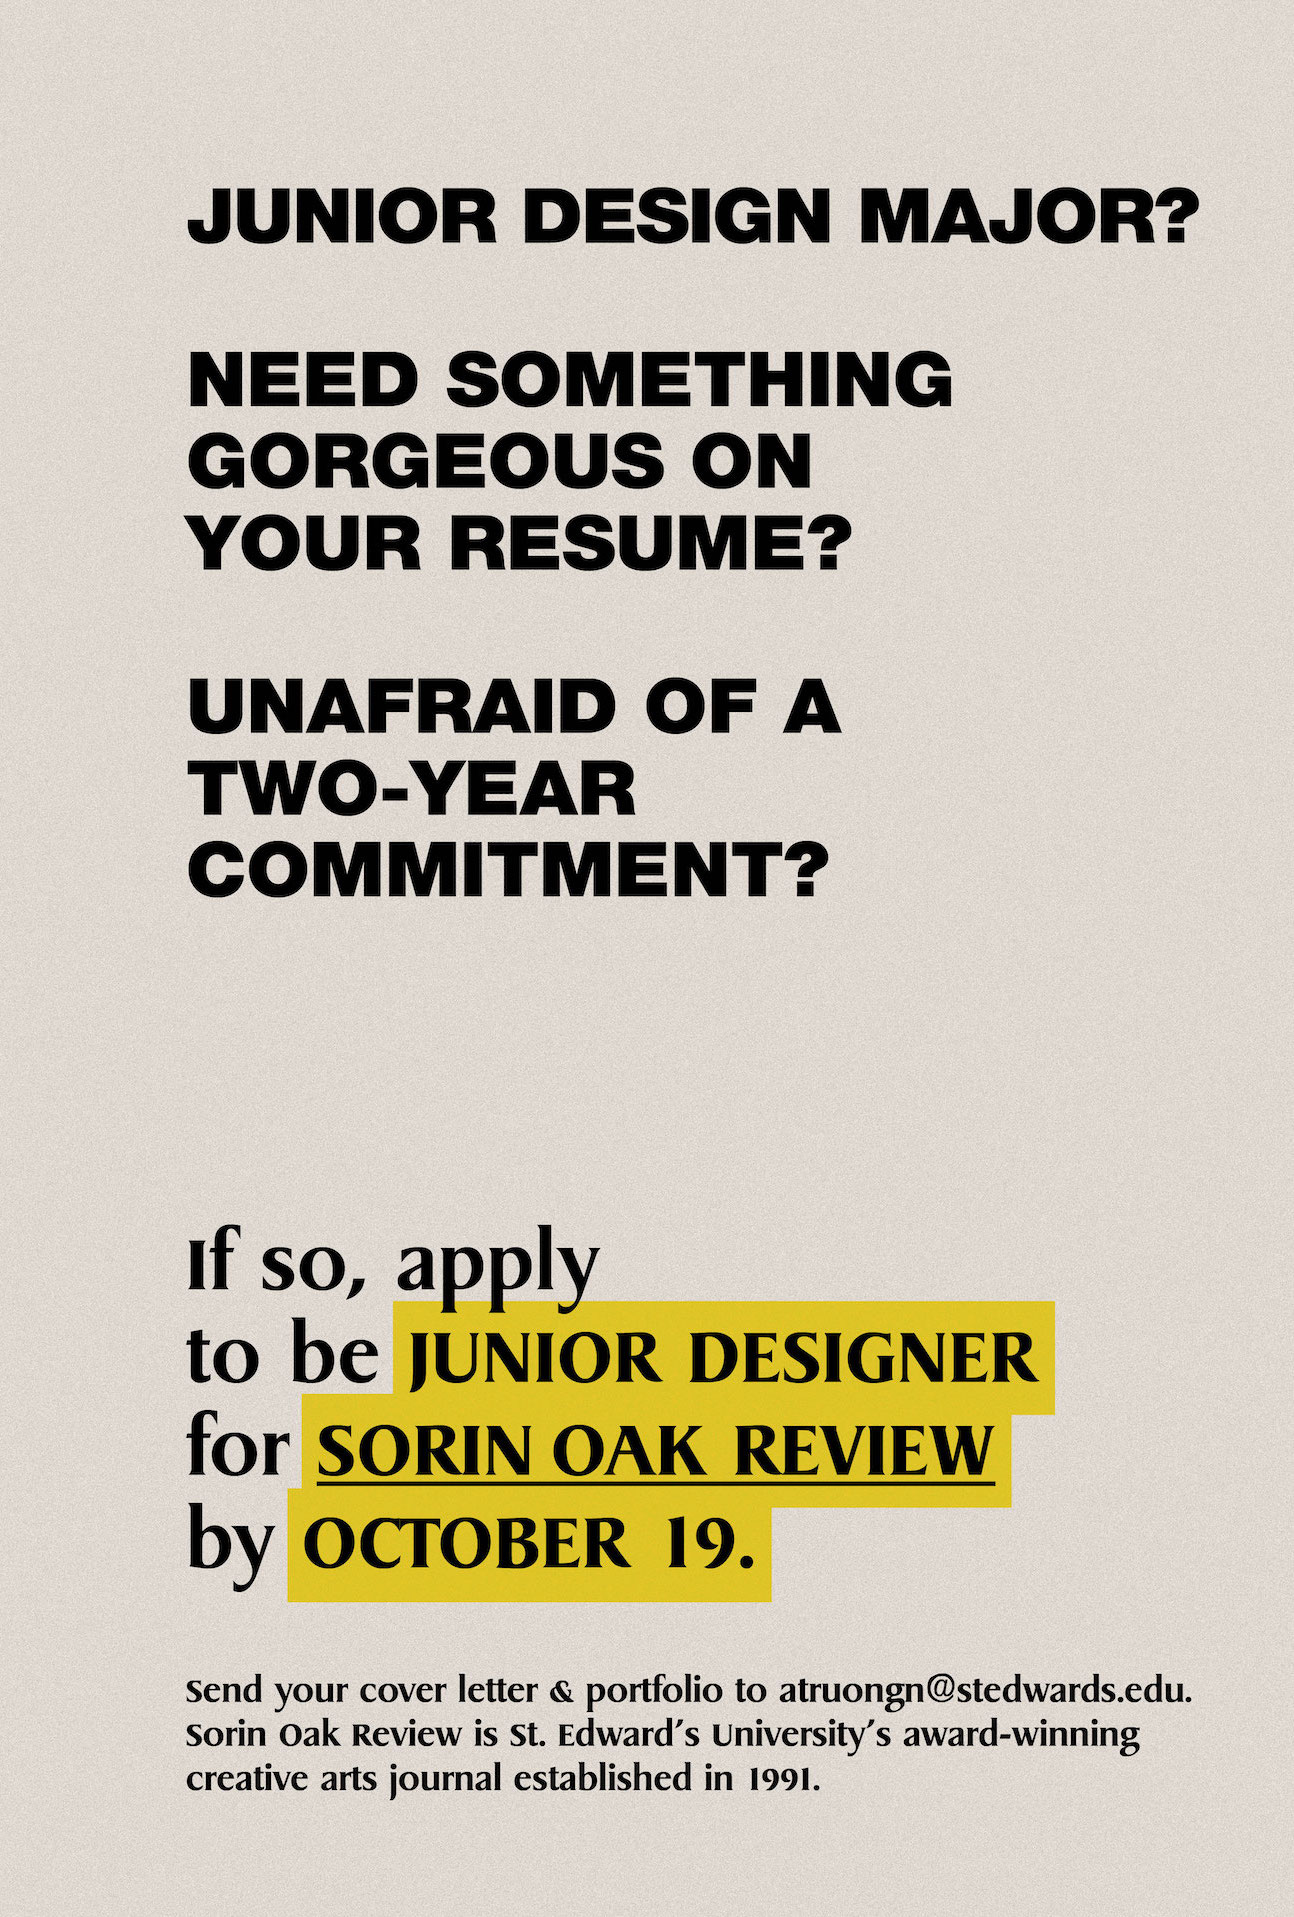 JUNIOR DESIGN MAJOR?
NEED SOMETHING
GORGEOUS ON
YOUR RESUME?
UNAFRAID OF A
TWO-YEAR
COMMITMENT?
If so, apply
to be JUNIOR DESIGNER
for SORIN OAK REVIEW
by OCTOBER 19.
Send your cover letter & portfolio to atruongn@stedwards.edu.
Sorin Oak Review is St. Edward's University's award-winning
creative arts journal established in 1991.